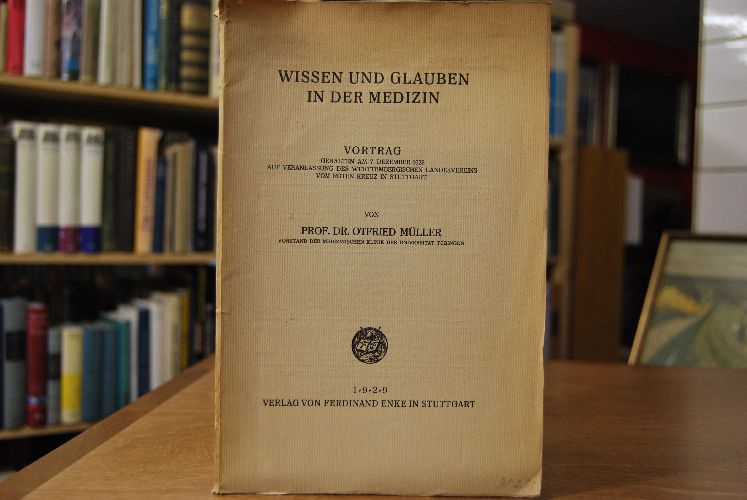 WISSEN UND GLAUBEN
IN DER MEDIZIN
VORTRAG
GEHALTEN AM 7. DEZEMBER 1928
AUF VERANLASSUNG DES WÜRTTEMBERGISCHEN LANDESVEREINS
VOM ROTEN KREUZ IN STUTTGART
VON
PROF. DR. OTFRIED MÜLLER
VORSTAND DER MEDIZINISCHEN KLINIK DER UNIVERSITÄT TÜBINGEN
1•9•2•9
VERLAG VON FERDINAND ENKE IN STUTTGART